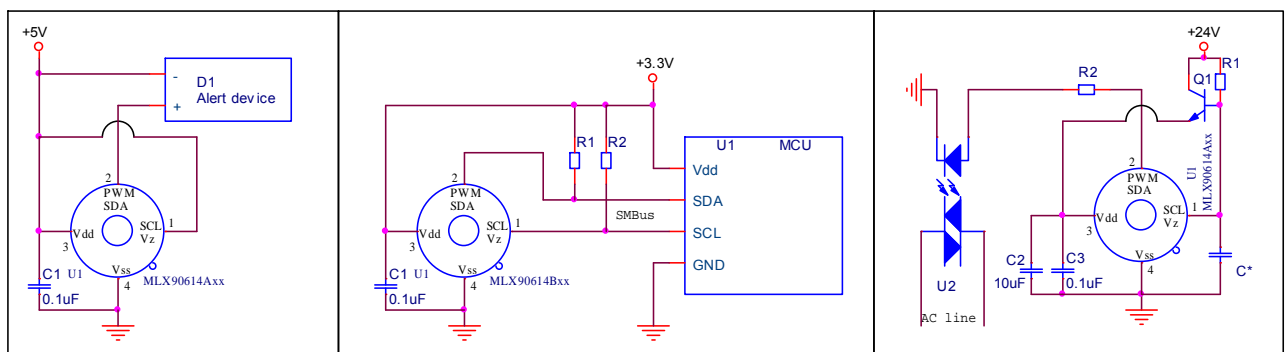 +5V
-
D1
Alert device
+
2
PWM
SDA
SCL
1
Vz
Vdd
3
Vss
4
C1
U1
0.1uF
MLX90614Axx
+3.3V
R1
R2
U1
MCU
Vdd
SDA
SCL
GND
SMBus
2
PWM
SDA
SCL
1
Vz
Vdd
3
Vss
4
C1
U1
0.1uF
MLX90614Bxx
+24V
R1
Q1
R2
U1
MLX90614Axx
2
PWM
SDA
SCL
1
Vz
Vdd
3
Vss
4
C2
10uF
C3
0.1uF
C*
U2
AC line